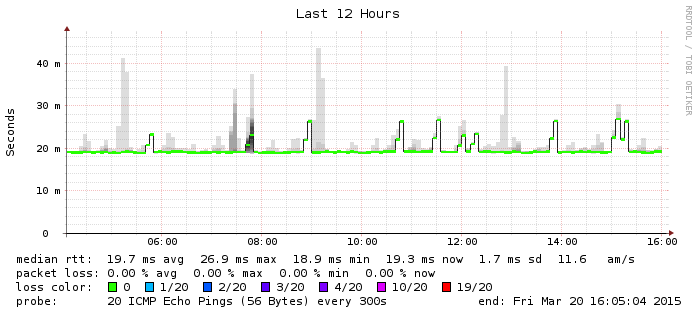 Last 12 Hours
RRDTOOL / TOBI OETIKER
Seconds
40 m
30 m
20 m
10 m
0
06:00 08:00 10:00 12:00 14:00 16:00
median rtt: 19.7 ms avg 26.9 ms max 18.9 ms min 19.3 ms now 1.7 ms sd 11.6 am/s
packet loss: 0.00 % avg 0.00 % max 0.00 % min 0.00 % now
loss color: 0 1/20 2/20 3/20 4/20 10/20 19/20
probe: 20 ICMP Echo Pings (56 Bytes) every 300s end: Fri Mar 20 16:05:04 2015